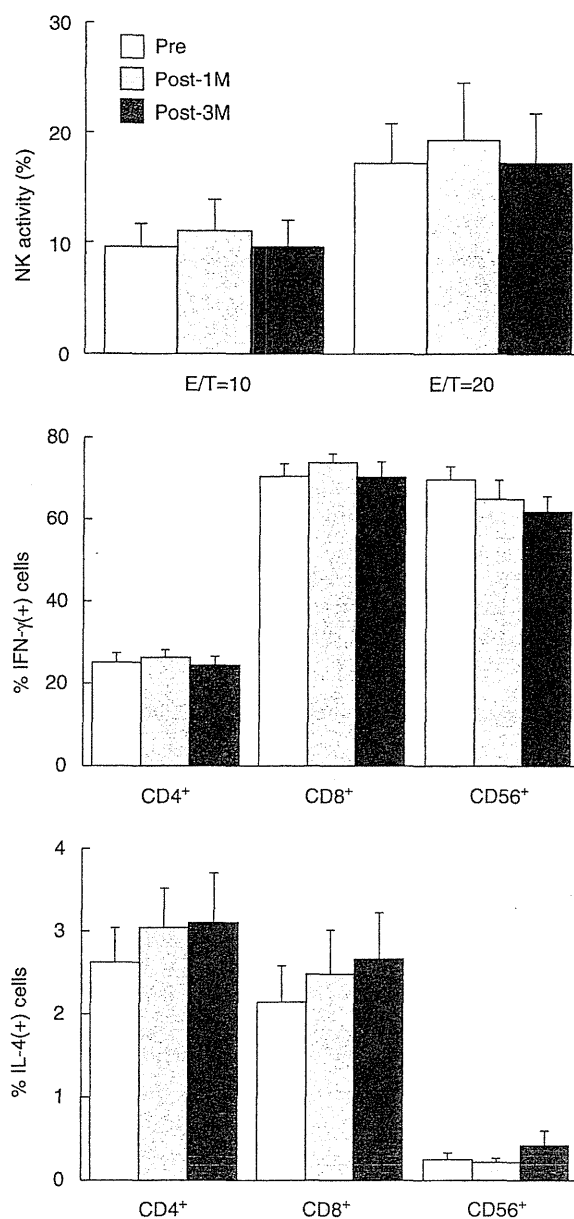 30
20
10
0
NK activity (%)
Pre
Post-1M
Post-3M
E/T=10
E/T=20
80
60
40
20
0
% IFN-γ(+) cells
CD4⁺
CD8⁺
CD56⁺
4
3
2
1
0
% IL-4(+) cells
CD4⁺
CD8⁺
CD56⁺